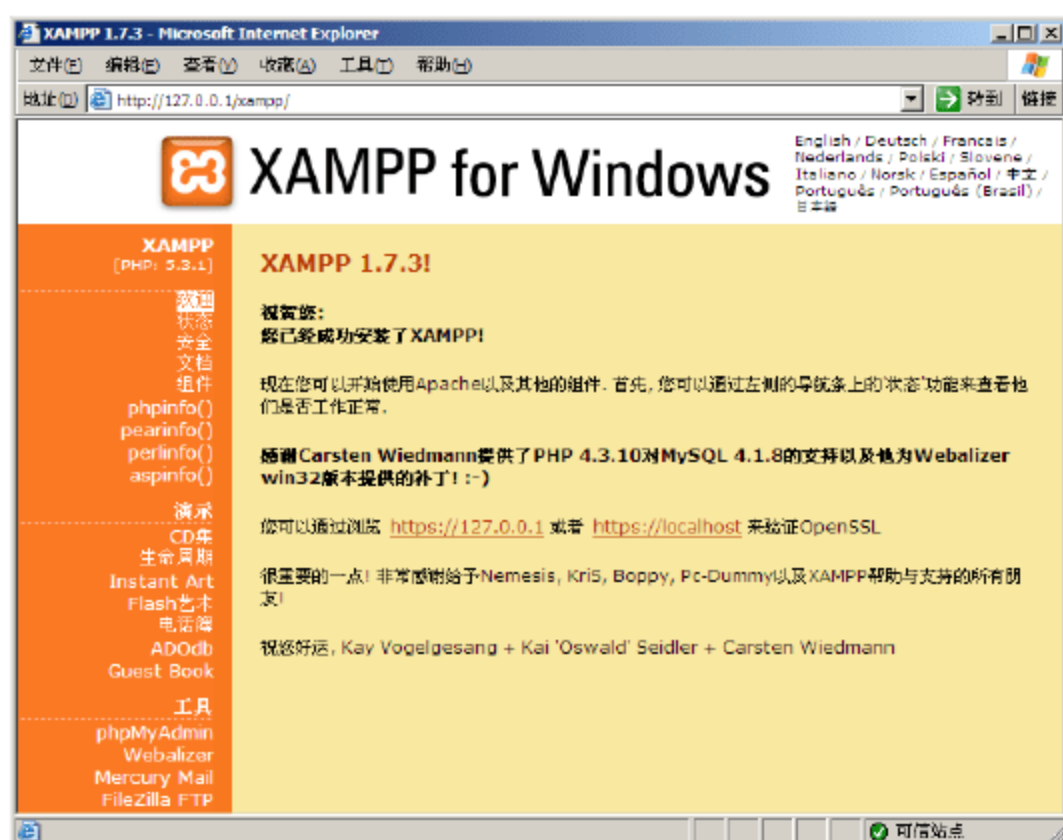 XAMPP 1.7.3 - Microsoft Internet Explorer
文件(F) 编辑(E) 查看(V) 收藏(A) 工具(T) 帮助(H)
地址(D) http://127.0.0.1/xampp/ 转到 链接
XAMPP for Windows
English / Deutsch / Francais /
Nederlands / Polski / Slovene /
Italiano / Norsk / Español / 中文 /
Português / Português (Brasil) /
日本語
XAMPP
[PHP: 5.3.1]
欢迎
状态
安全
文档
组件
phpinfo()
pearinfo()
perlinfo()
aspinfo()
演示
CD集
生命周期
Instant Art
Flash艺术
电话簿
ADOdb
Guest Book
工具
phpMyAdmin
Webalizer
Mercury Mail
FileZilla FTP
XAMPP 1.7.3!
祝贺您:
您已经成功安装了XAMPP!
现在您可以开始使用Apache以及其他的组件. 首先, 您可以通过左侧的导航条上的'状态'功能来查看他
们是否工作正常.
感谢Carsten Wiedmann提供了PHP 4.3.10对MySQL 4.1.8的支持以及他为Webalizer
win32版本提供的补丁! :-)
您可以通过浏览 https://127.0.0.1 或者 https://localhost 来验证OpenSSL
很重要的一点! 非常感谢给予Nemesis, KriS, Boppy, Pc-Dummy以及XAMPP帮助与支持的所有朋
友!
祝您好运, Kay Vogelgesang + Kai 'Oswald' Seidler + Carsten Wiedmann
可信站点